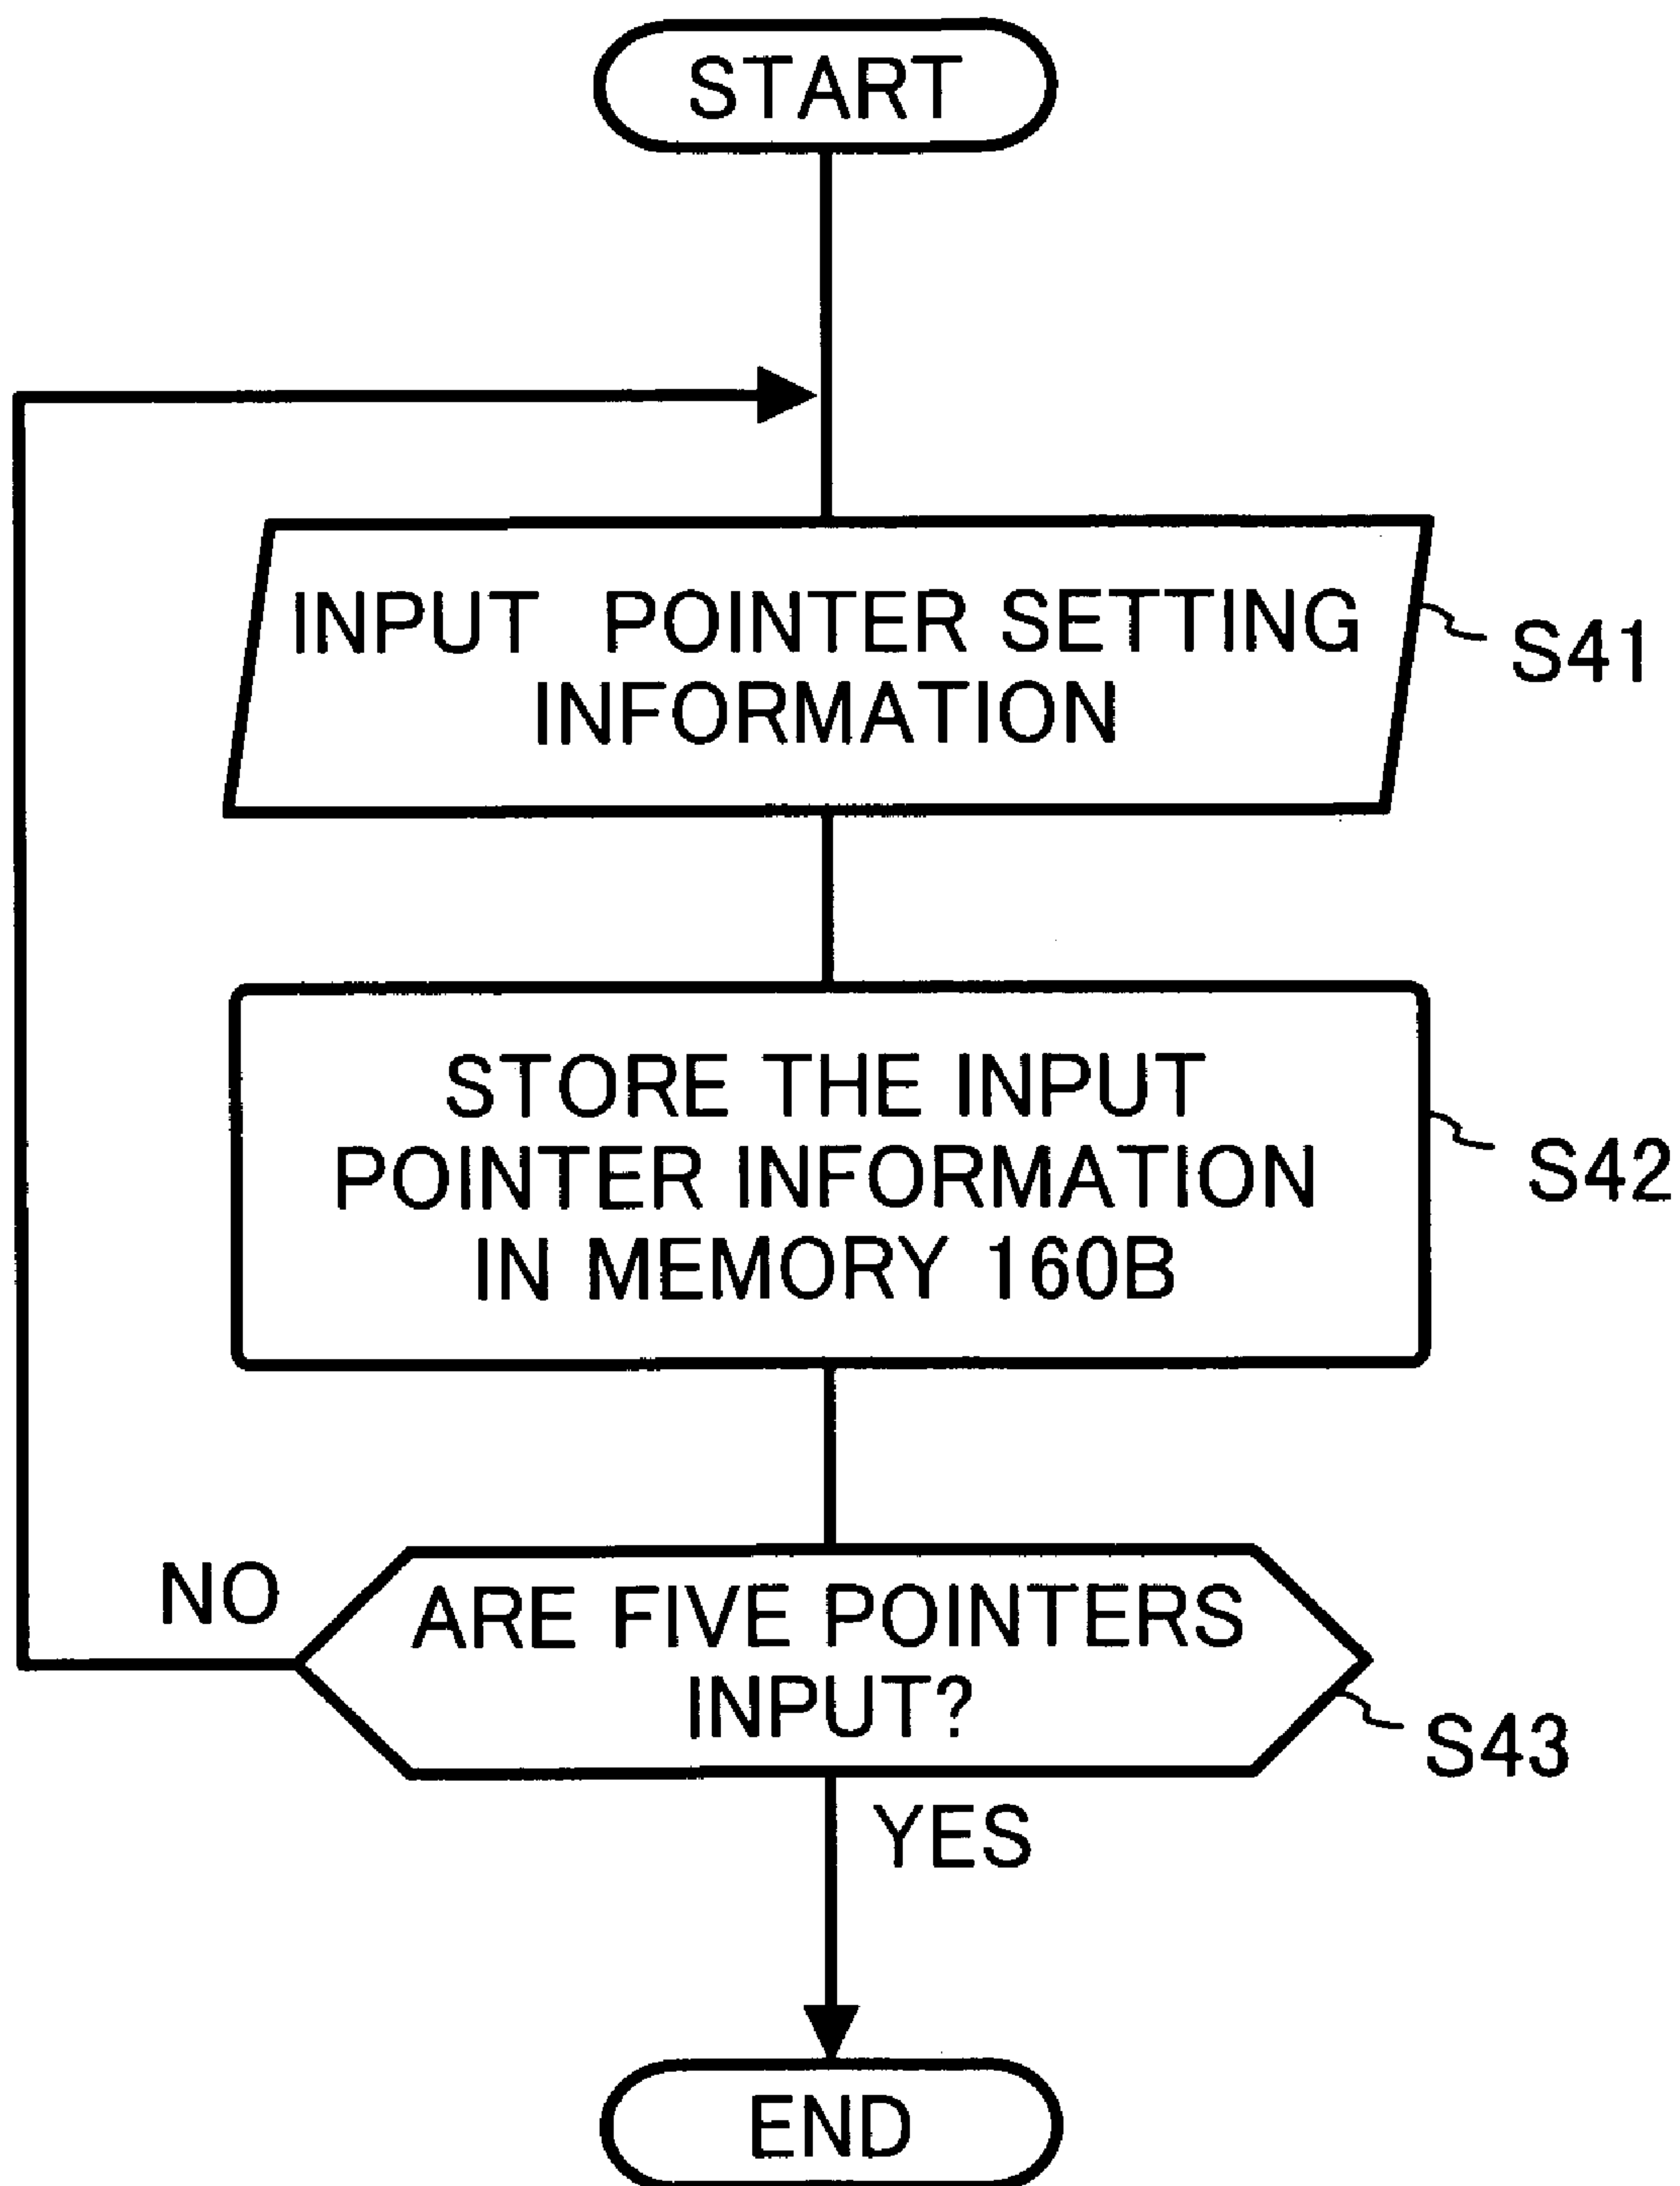 START
INPUT POINTER SETTING
INFORMATION
S41
STORE THE INPUT
POINTER INFORMATION
IN MEMORY 160B
S42
NO
ARE FIVE POINTERS
INPUT?
S43
YES
END